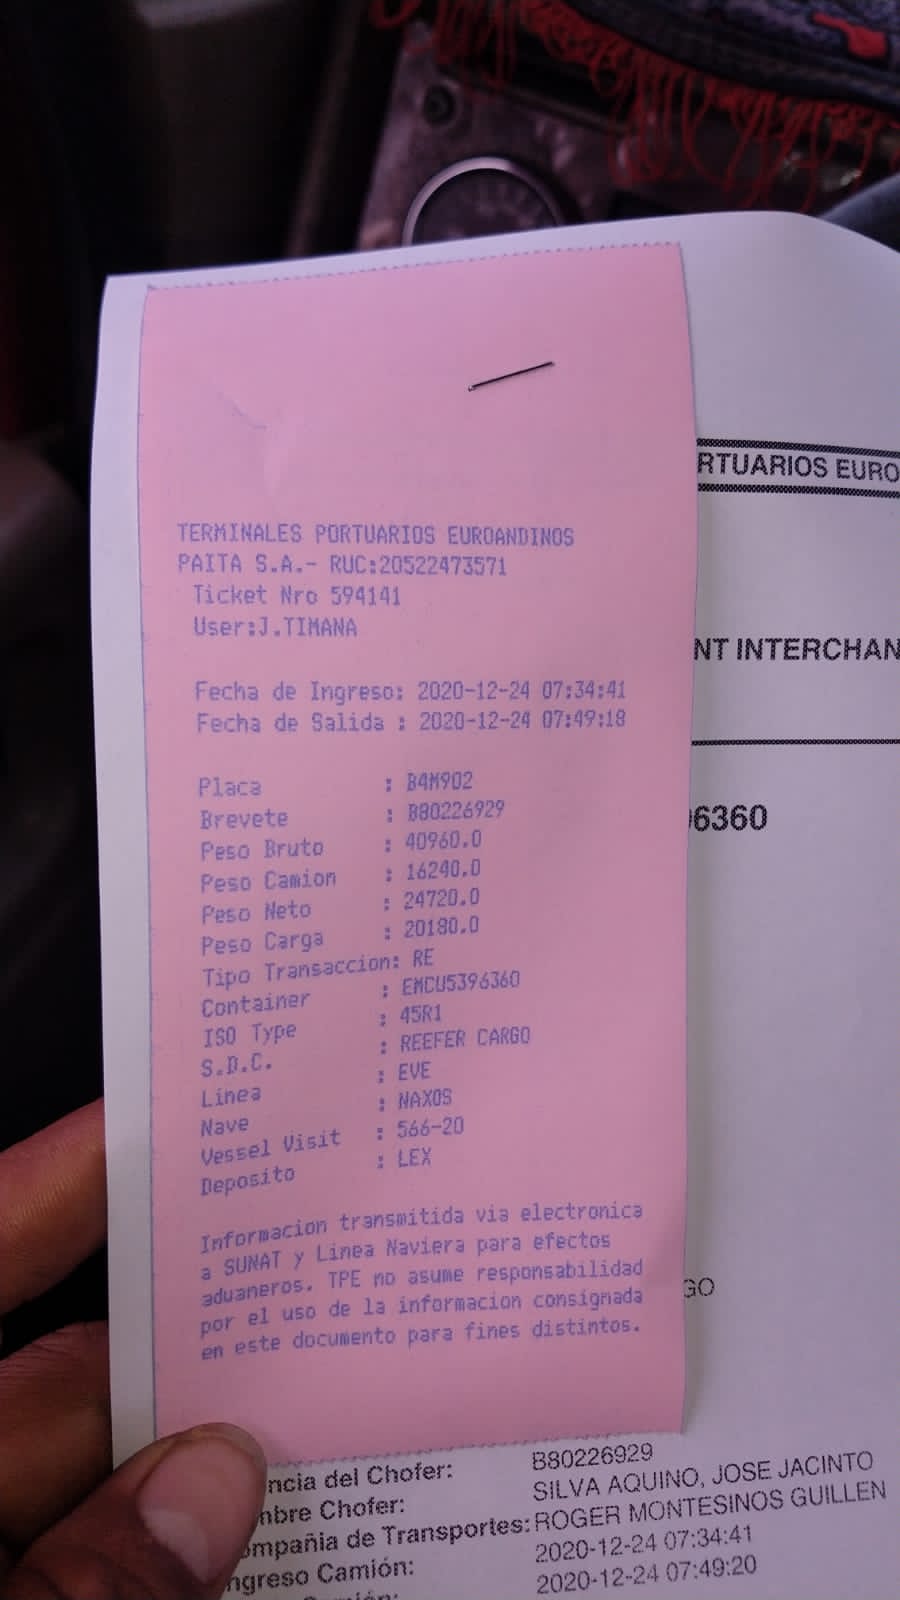 TERMINALES PORTUARIOS EUROANDINOS
PAITA S.A.- RUC:20522473571
Ticket Nro 594141
User:J.TIMANA
Fecha de Ingreso: 2020-12-24 07:34:41
Fecha de Salida : 2020-12-24 07:49:18
Placa : B4M902
Brevete : B80226929
Peso Bruto : 40960.0
Peso Camion : 16240.0
Peso Neto : 24720.0
Peso Carga : 20180.0
Tipo Transaccion: RE
Container : EMCU5396360
ISO Type : 45R1
S.D.C. : REEFER CARGO
Linea : EVE
Nave : NAXOS
Vessel Visit : 566-20
Deposito : LEX
Informacion transmitida via electronica
a SUNAT y Linea Naviera para efectos
aduaneros. TPE no asume responsabilidad
por el uso de la informacion consignada
en este documento para fines distintos.
RTUARIOS EURO
NT INTERCHAN
6360
GO
ncia del Chofer: B80226929
mbre Chofer: SILVA AQUINO, JOSE JACINTO
ompañia de Transportes: ROGER MONTESINOS GUILLEN
ngreso Camión: 2020-12-24 07:34:41
2020-12-24 07:49:20